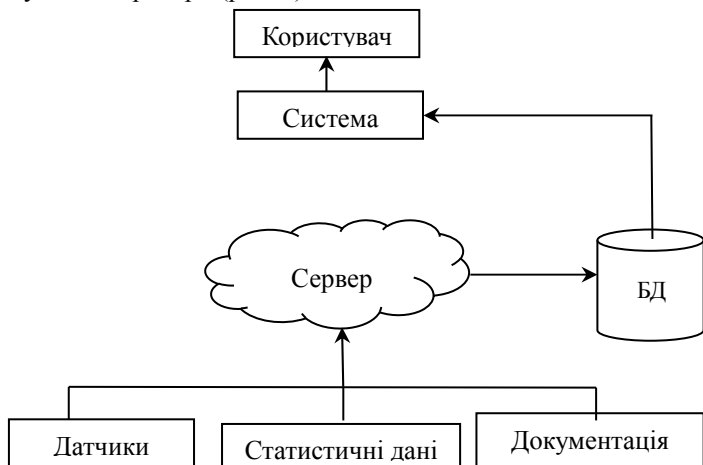 Користувач
Система
Сервер
БД
Датчики
Статистичні дані
Документація